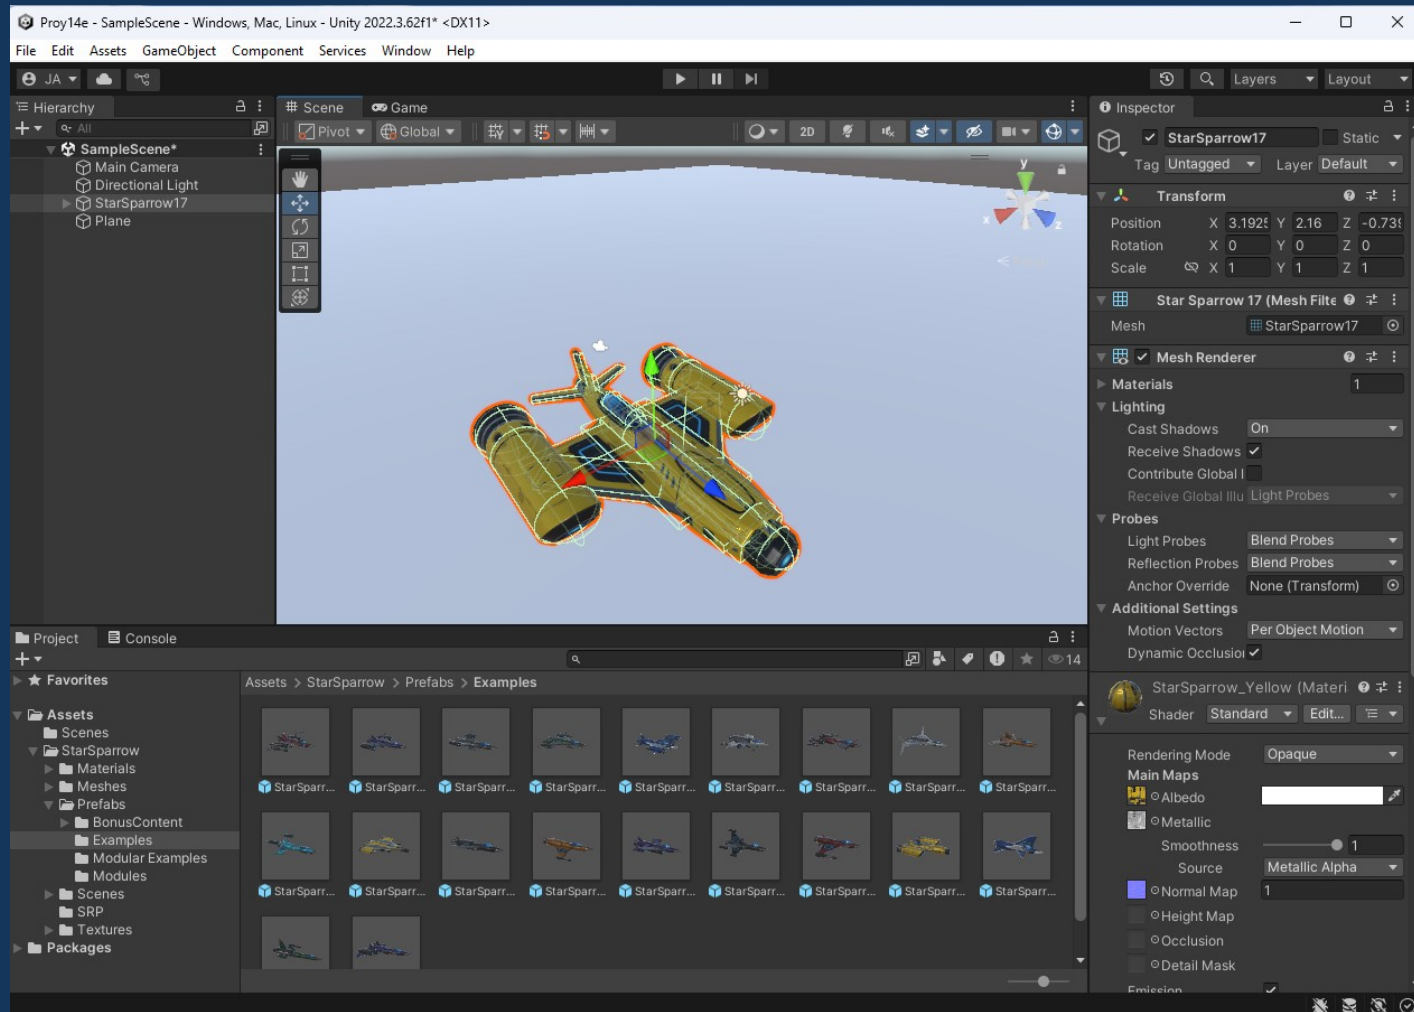 Proy14e - SampleScene - Windows, Mac, Linux - Unity 2022.3.62f1* <DX11>
File Edit Assets GameObject Component Services Window Help
JA Layers Layout
Hierarchy
All
SampleScene*
Main Camera
Directional Light
StarSparrow17
Plane
Scene Game
Pivot Global 2D
y
x
z
Inspector
StarSparrow17 Static
Tag Untagged Layer Default
Transform
Position X 3.1925 Y 2.16 Z -0.739
Rotation X 0 Y 0 Z 0
Scale X 1 Y 1 Z 1
Star Sparrow 17 (Mesh Filte
Mesh StarSparrow17
Mesh Renderer
Materials 1
Lighting
Cast Shadows On
Receive Shadows
Contribute Global I
Receive Global Illu Light Probes
Probes
Light Probes Blend Probes
Reflection Probes Blend Probes
Anchor Override None (Transform)
Additional Settings
Motion Vectors Per Object Motion
Dynamic Occlusion
StarSparrow_Yellow (Materi
Shader Standard Edit...
Rendering Mode Opaque
Main Maps
Albedo
Metallic
Smoothness 1
Source Metallic Alpha
Normal Map 1
Height Map
Occlusion
Detail Mask
Emission
Project Console
14
Favorites
Assets
Scenes
StarSparrow
Materials
Meshes
Prefabs
BonusContent
Examples
Modular Examples
Modules
Scenes
SRP
Textures
Packages
Assets > StarSparrow > Prefabs > Examples
StarSparr... StarSparr... StarSparr... StarSparr... StarSparr... StarSparr... StarSparr... StarSparr... StarSparr...
StarSparr... StarSparr... StarSparr... StarSparr... StarSparr... StarSparr... StarSparr... StarSparr... StarSparr...